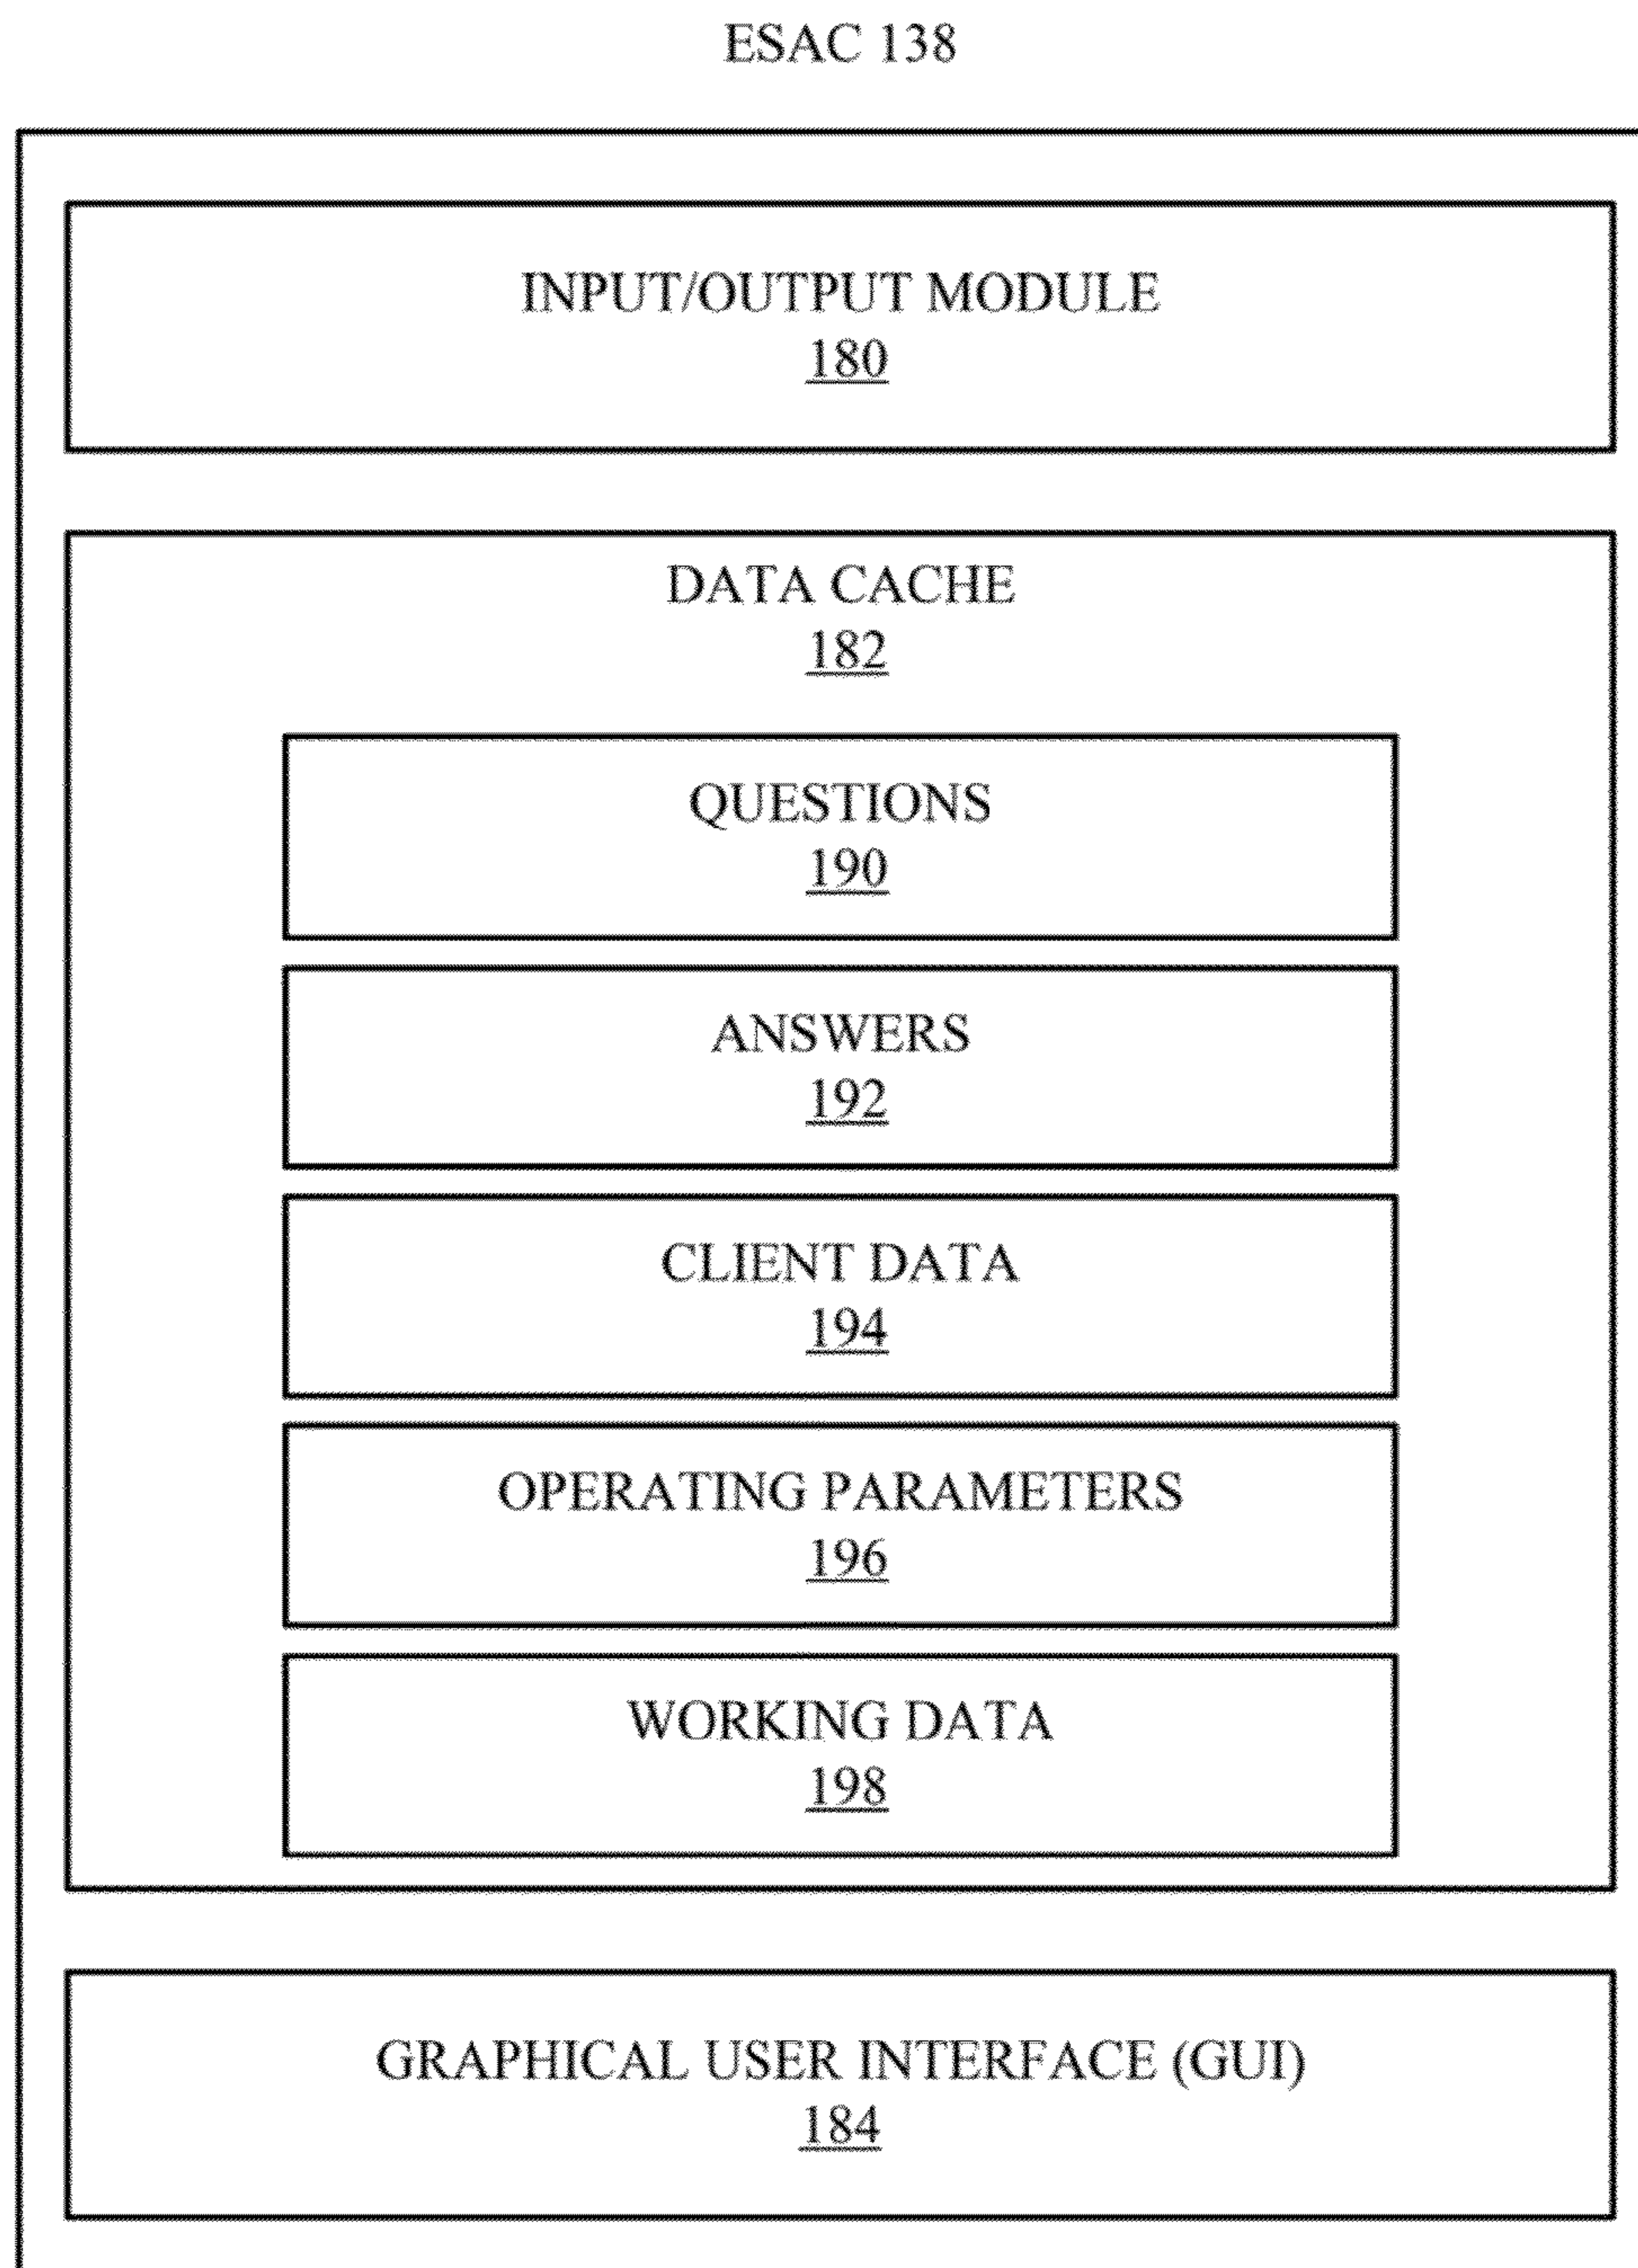 ESAC 138
INPUT/OUTPUT MODULE
180
DATA CACHE
182
QUESTIONS
190
ANSWERS
192
CLIENT DATA
194
OPERATING PARAMETERS
196
WORKING DATA
198
GRAPHICAL USER INTERFACE (GUI)
184